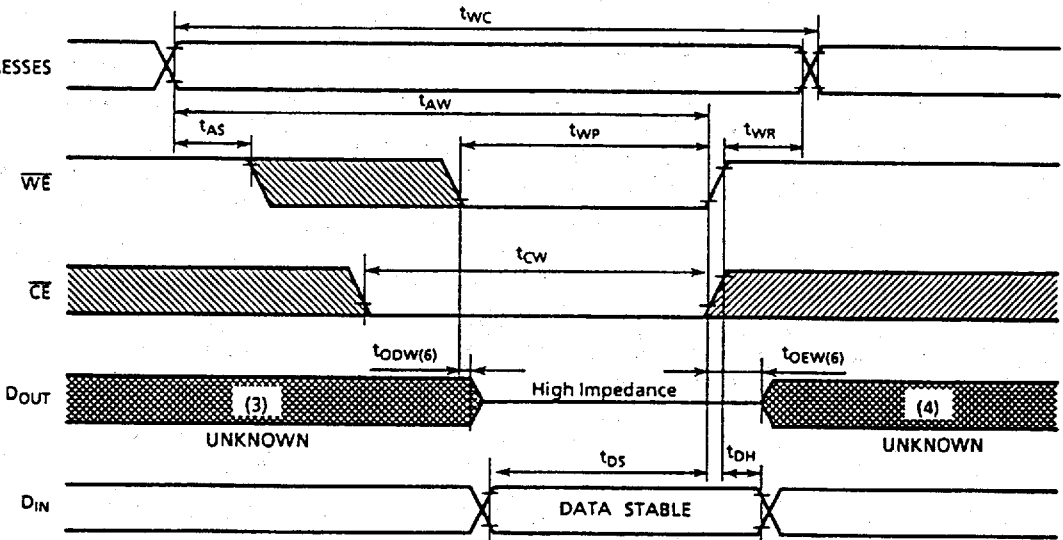 tWC
ESSES
tAW
tAS
tWP
tWR
WE
tCW
CE
tODW(6)
tOEW(6)
DOUT
(3)
High Impedance
(4)
UNKNOWN
UNKNOWN
tDS
tDH
DIN
DATA STABLE